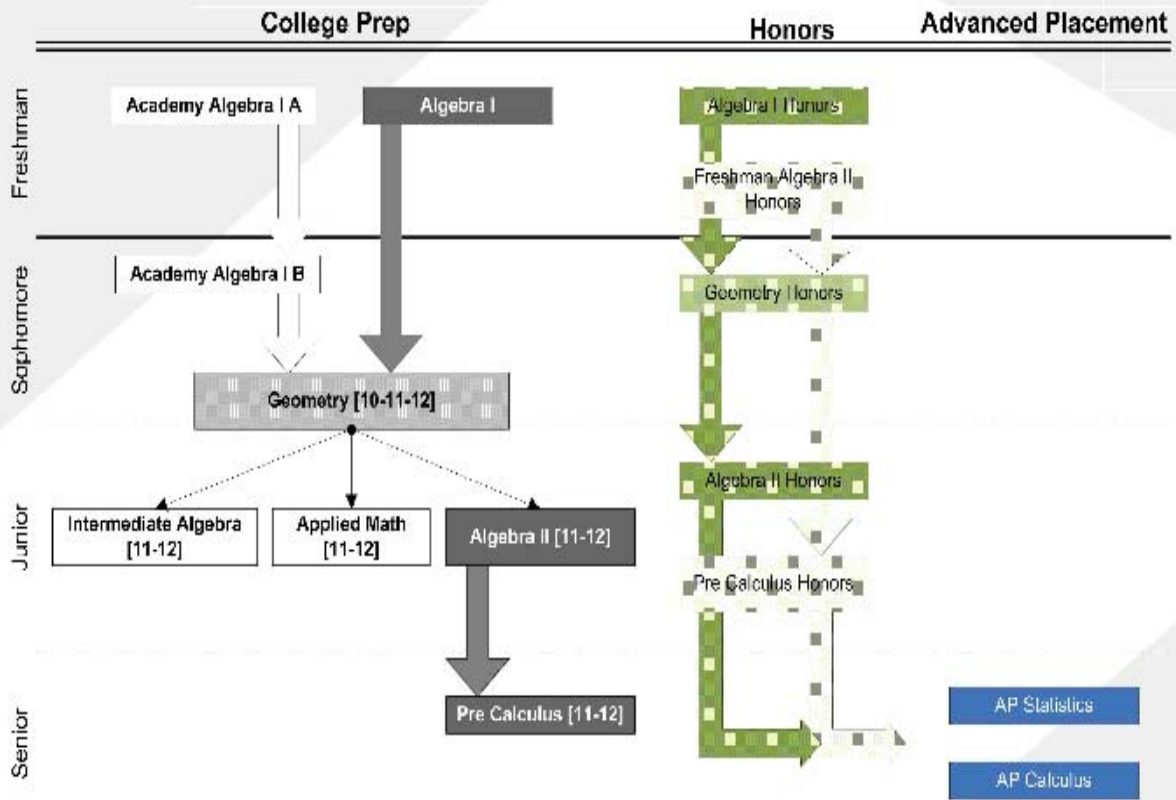 College Prep
Honors
Advanced Placement
Freshman
Academy Algebra I A
Algebra I
Algebra I Honors
Freshman Algebra II
Honors
Sophomore
Academy Algebra I B
Geometry Honors
Geometry [10-11-12]
Algebra II Honors
Junior
Intermediate Algebra
[11-12]
Applied Math
[11-12]
Algebra II [11-12]
Pre Calculus Honors
Senior
Pre Calculus [11-12]
AP Statistics
AP Calculus